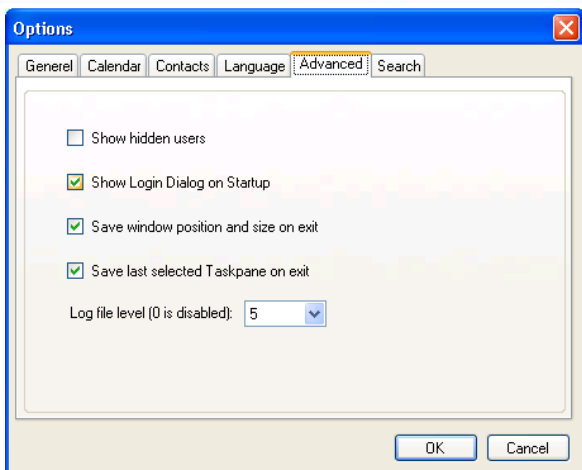 Options
Generel Calendar Contacts Language Advanced Search
Show hidden users
Show Login Dialog on Startup
Save window position and size on exit
Save last selected Taskpane on exit
Log file level (0 is disabled): 5
OK Cancel